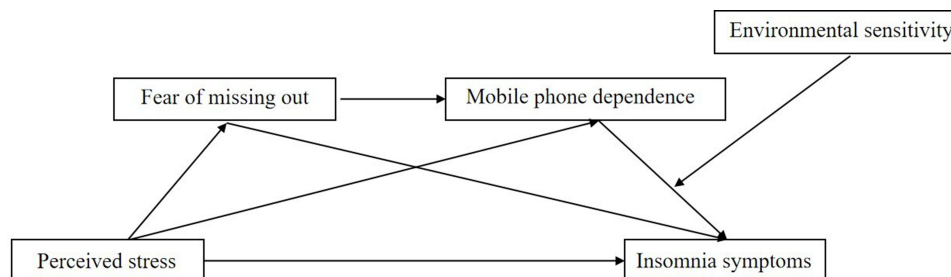 Environmental sensitivity
Fear of missing out
Mobile phone dependence
Perceived stress
Insomnia symptoms